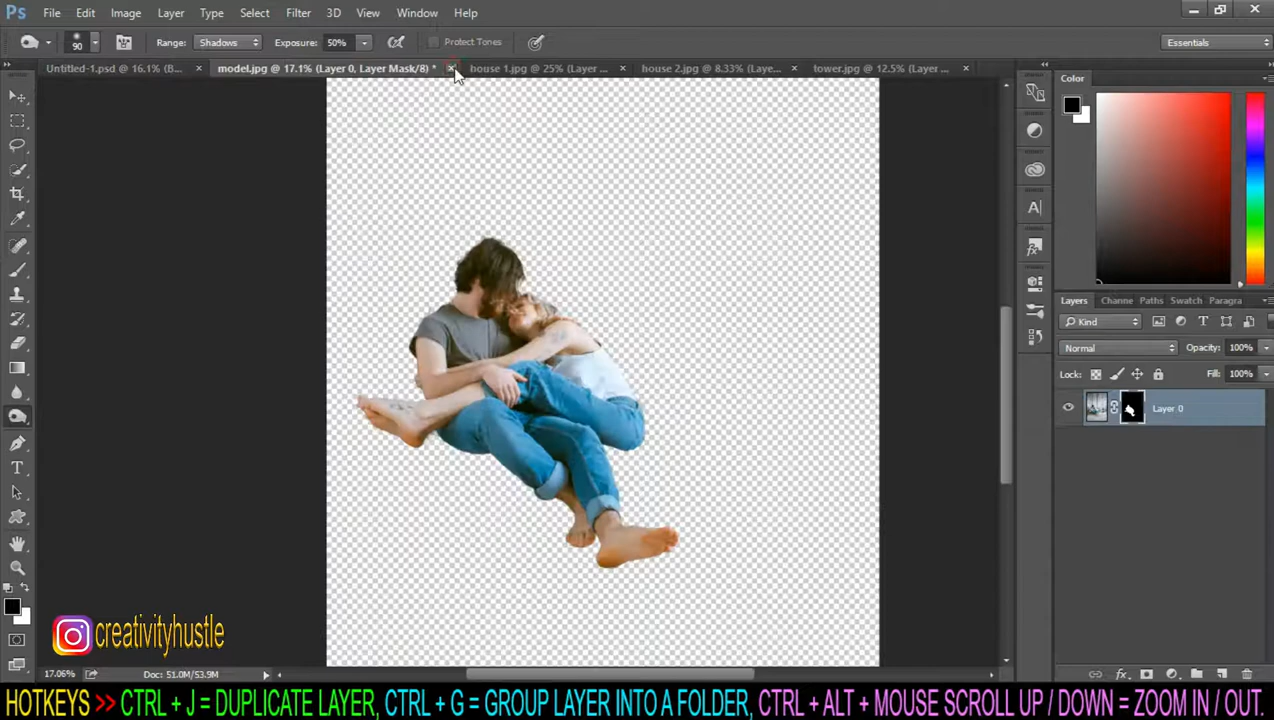 Ps File Edit Image Layer Type Select Filter 3D View Window Help
90 Range: Shadows Exposure: 50% Protect Tones Essentials
Untitled-1.psd @ 16.1% (B... × model.jpg @ 17.1% (Layer 0, Layer Mask/8) * × house 1.jpg @ 25% (Layer ... × house 2.jpg @ 8.33% (Laye... × tower.jpg @ 12.5% (Layer ... ×
Color
Layers Channe Paths Swatch Paragra
Kind
Normal Opacity: 100%
Lock: Fill: 100%
Layer 0
creativityhustle
17.06% Doc: 51.0M/53.9M
HOTKEYS >> CTRL + J = DUPLICATE LAYER, CTRL + G = GROUP LAYER INTO A FOLDER, CTRL + ALT + MOUSE SCROLL UP / DOWN = ZOOM IN / OUT.